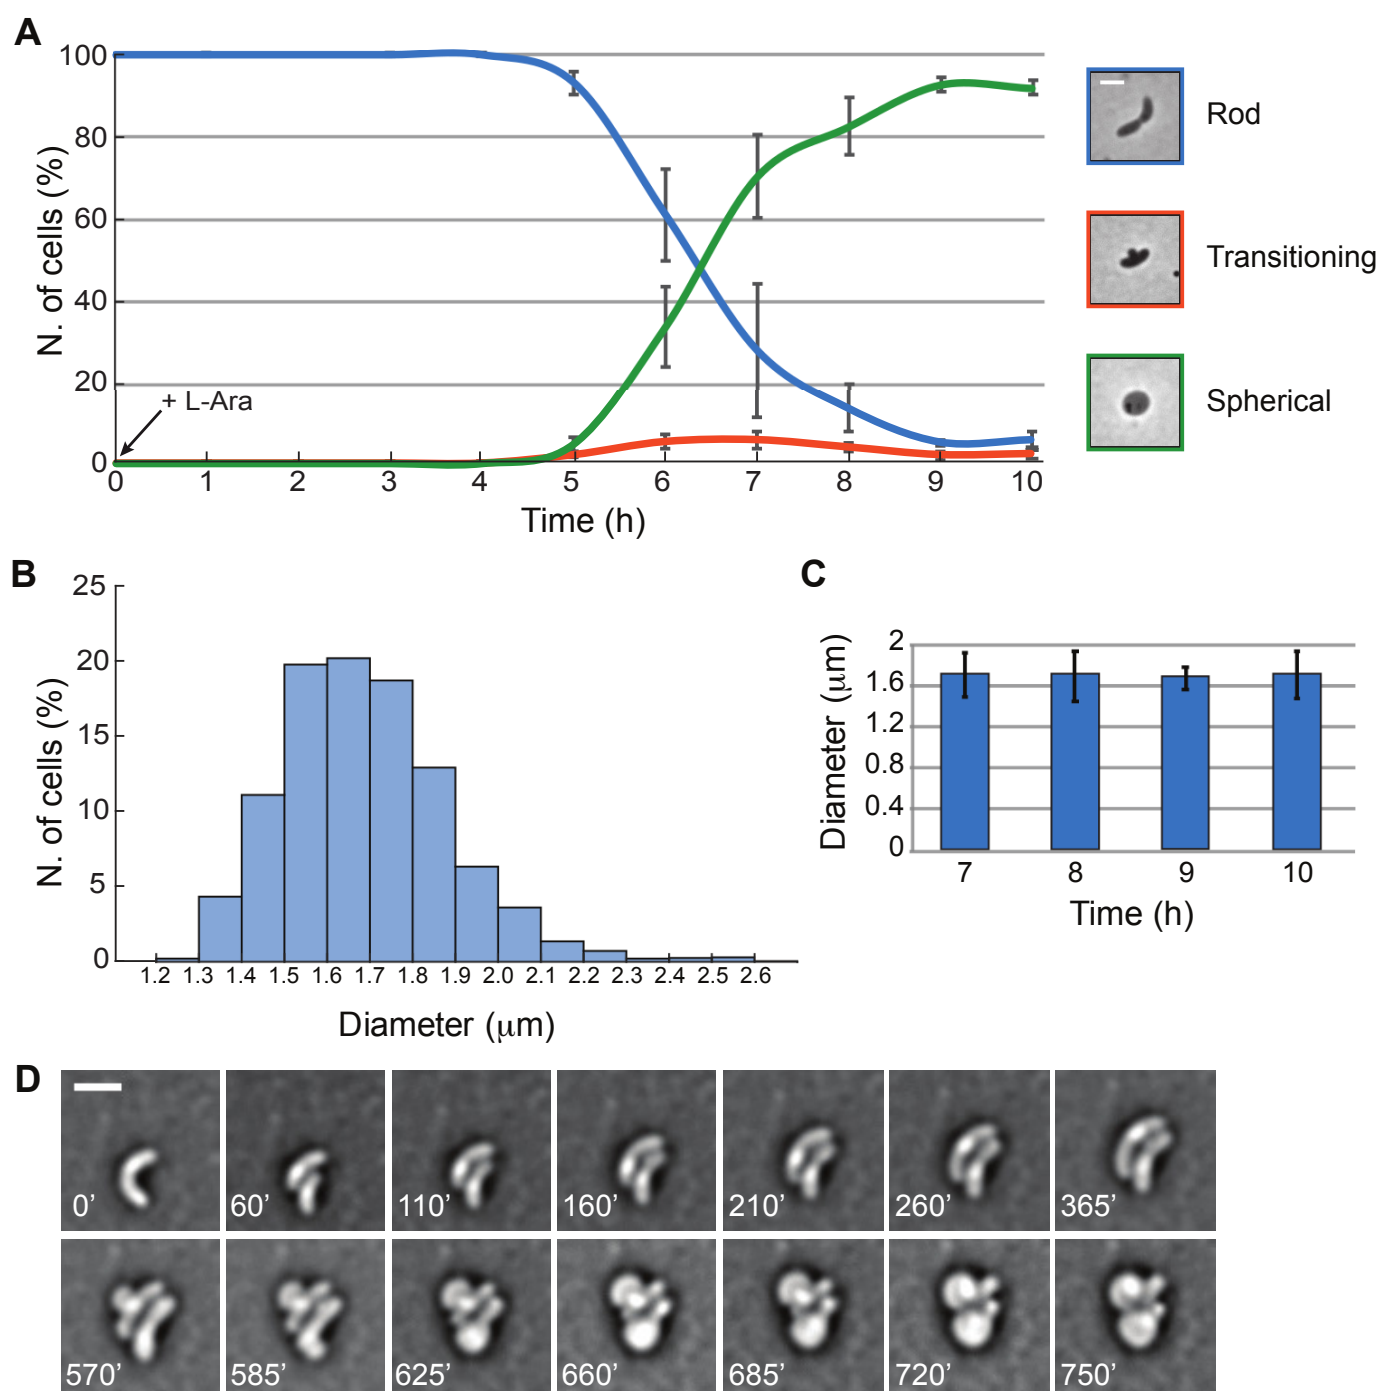 A
N. of cells (%)
100
80
60
40
20
0
+ L-Ara
0 1 2 3 4 5 6 7 8 9 10
Time (h)
Rod
Transitioning
Spherical
B
N. of cells (%)
25
20
15
10
5
0
1.2 1.3 1.4 1.5 1.6 1.7 1.8 1.9 2.0 2.1 2.2 2.3 2.4 2.5 2.6
Diameter (μm)
C
Diameter (μm)
2
1.6
1.2
0.8
0.4
0
7 8 9 10
Time (h)
D
0’ 60’ 110’ 160’ 210’ 260’ 365’
570’ 585’ 625’ 660’ 685’ 720’ 750’